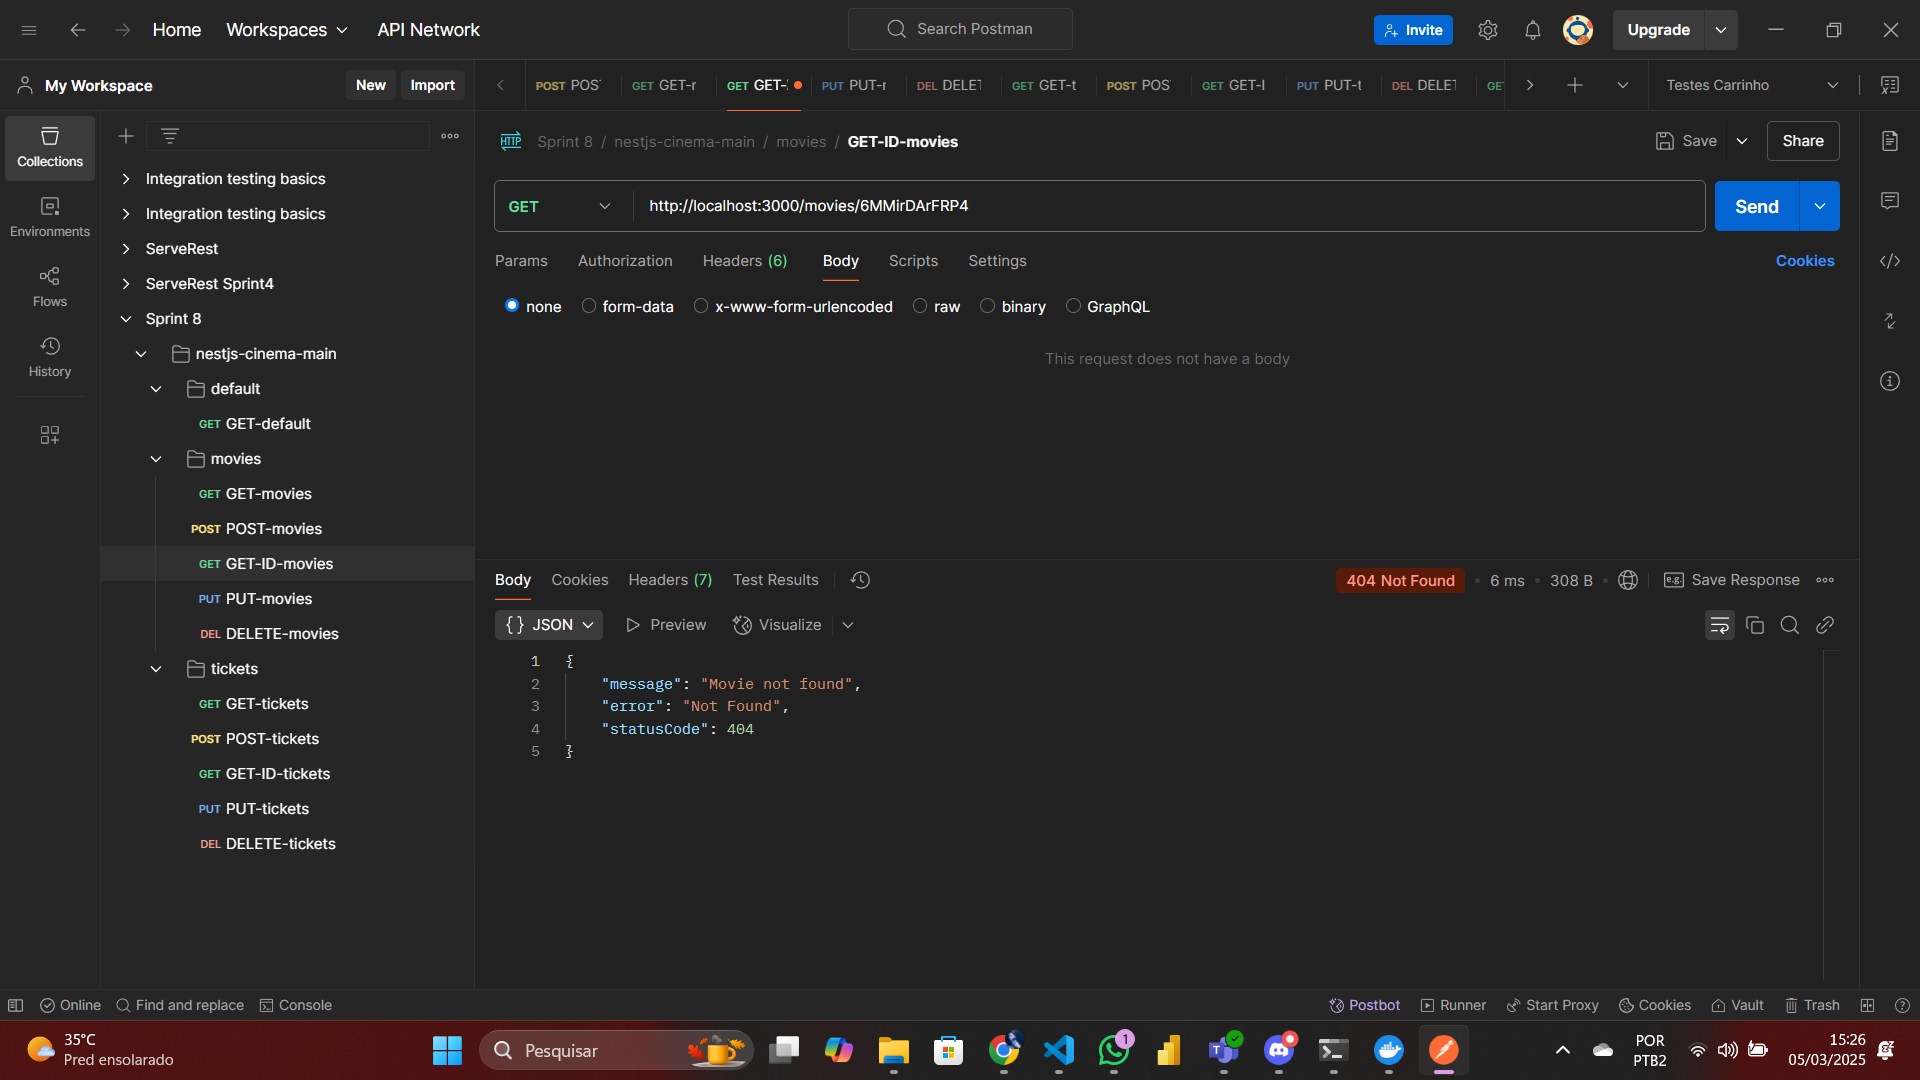 Home
Workspaces
API Network
Search Postman
Invite
Upgrade
My Workspace
New
Import
POST POS
GET GET-r
GET GET-
PUT PUT-r
DEL DELET
GET GET-t
POST POS
GET GET-I
PUT PUT-t
DEL DELET
GE
Testes Carrinho
Collections
Environments
Flows
History
Integration testing basics
Integration testing basics
ServeRest
ServeRest Sprint4
Sprint 8
nestjs-cinema-main
default
GET GET-default
movies
GET GET-movies
POST POST-movies
GET GET-ID-movies
PUT PUT-movies
DEL DELETE-movies
tickets
GET GET-tickets
POST POST-tickets
GET GET-ID-tickets
PUT PUT-tickets
DEL DELETE-tickets
HTTP Sprint 8 / nestjs-cinema-main / movies / GET-ID-movies
Save
Share
GET
http://localhost:3000/movies/6MMirDArFRP4
Send
Params Authorization Headers (6) Body Scripts Settings
Cookies
none form-data x-www-form-urlencoded raw binary GraphQL
This request does not have a body
Body Cookies Headers (7) Test Results
404 Not Found • 6 ms • 308 B
e.g. Save Response
{} JSON Preview Visualize
1 {
2 "message": "Movie not found",
3 "error": "Not Found",
4 "statusCode": 404
5 }
Online Find and replace Console
Postbot Runner Start Proxy Cookies Vault Trash
35°C
Pred ensolarado
Pesquisar
1
POR
PTB2
15:26
05/03/2025